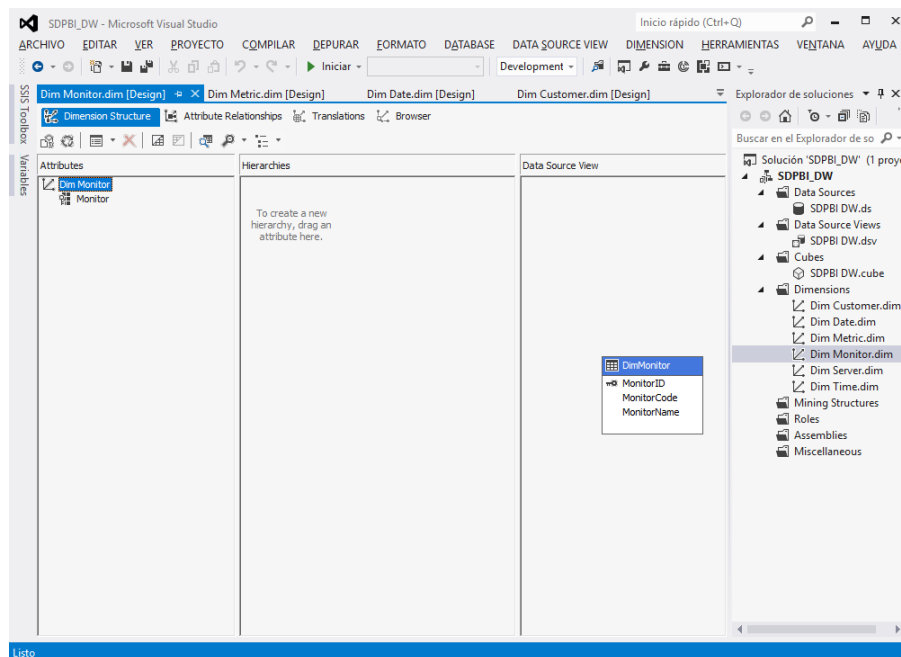 SDPBI_DW - Microsoft Visual Studio
Inicio rápido (Ctrl+Q)
ARCHIVO EDITAR VER PROYECTO COMPILAR DEPURAR FORMATO DATABASE DATA SOURCE VIEW DIMENSION HERRAMIENTAS VENTANA AYUDA
Iniciar
Development
SSIS Toolbox
Variables
Dim Monitor.dim [Design] Dim Metric.dim [Design] Dim Date.dim [Design] Dim Customer.dim [Design]
Dimension Structure Attribute Relationships Translations Browser
Attributes
Dim Monitor
Monitor
Hierarchies
To create a new
hierarchy, drag an
attribute here.
Data Source View
DimMonitor
MonitorID
MonitorCode
MonitorName
Explorador de soluciones
Buscar en el Explorador de so
Solución 'SDPBI_DW' (1 proye
SDPBI_DW
Data Sources
SDPBI DW.ds
Data Source Views
SDPBI DW.dsv
Cubes
SDPBI DW.cube
Dimensions
Dim Customer.dim
Dim Date.dim
Dim Metric.dim
Dim Monitor.dim
Dim Server.dim
Dim Time.dim
Mining Structures
Roles
Assemblies
Miscellaneous
Listo